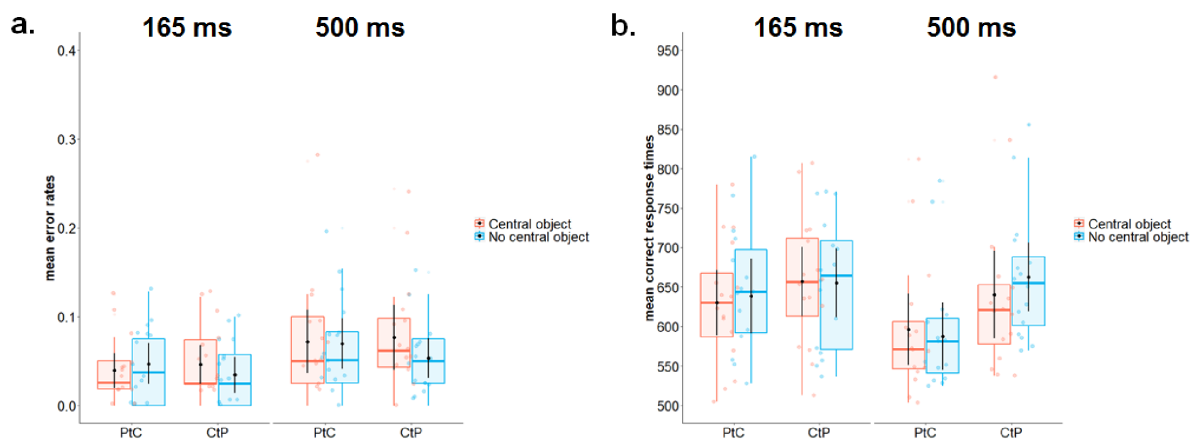 a.
165 ms
500 ms
0.4
0.3
0.2
0.1
0.0
mean error rates
PtC
CtP
PtC
CtP
Central object
No central object
b.
165 ms
500 ms
950
900
850
800
750
700
650
600
550
500
mean correct response times
PtC
CtP
PtC
CtP
Central object
No central object